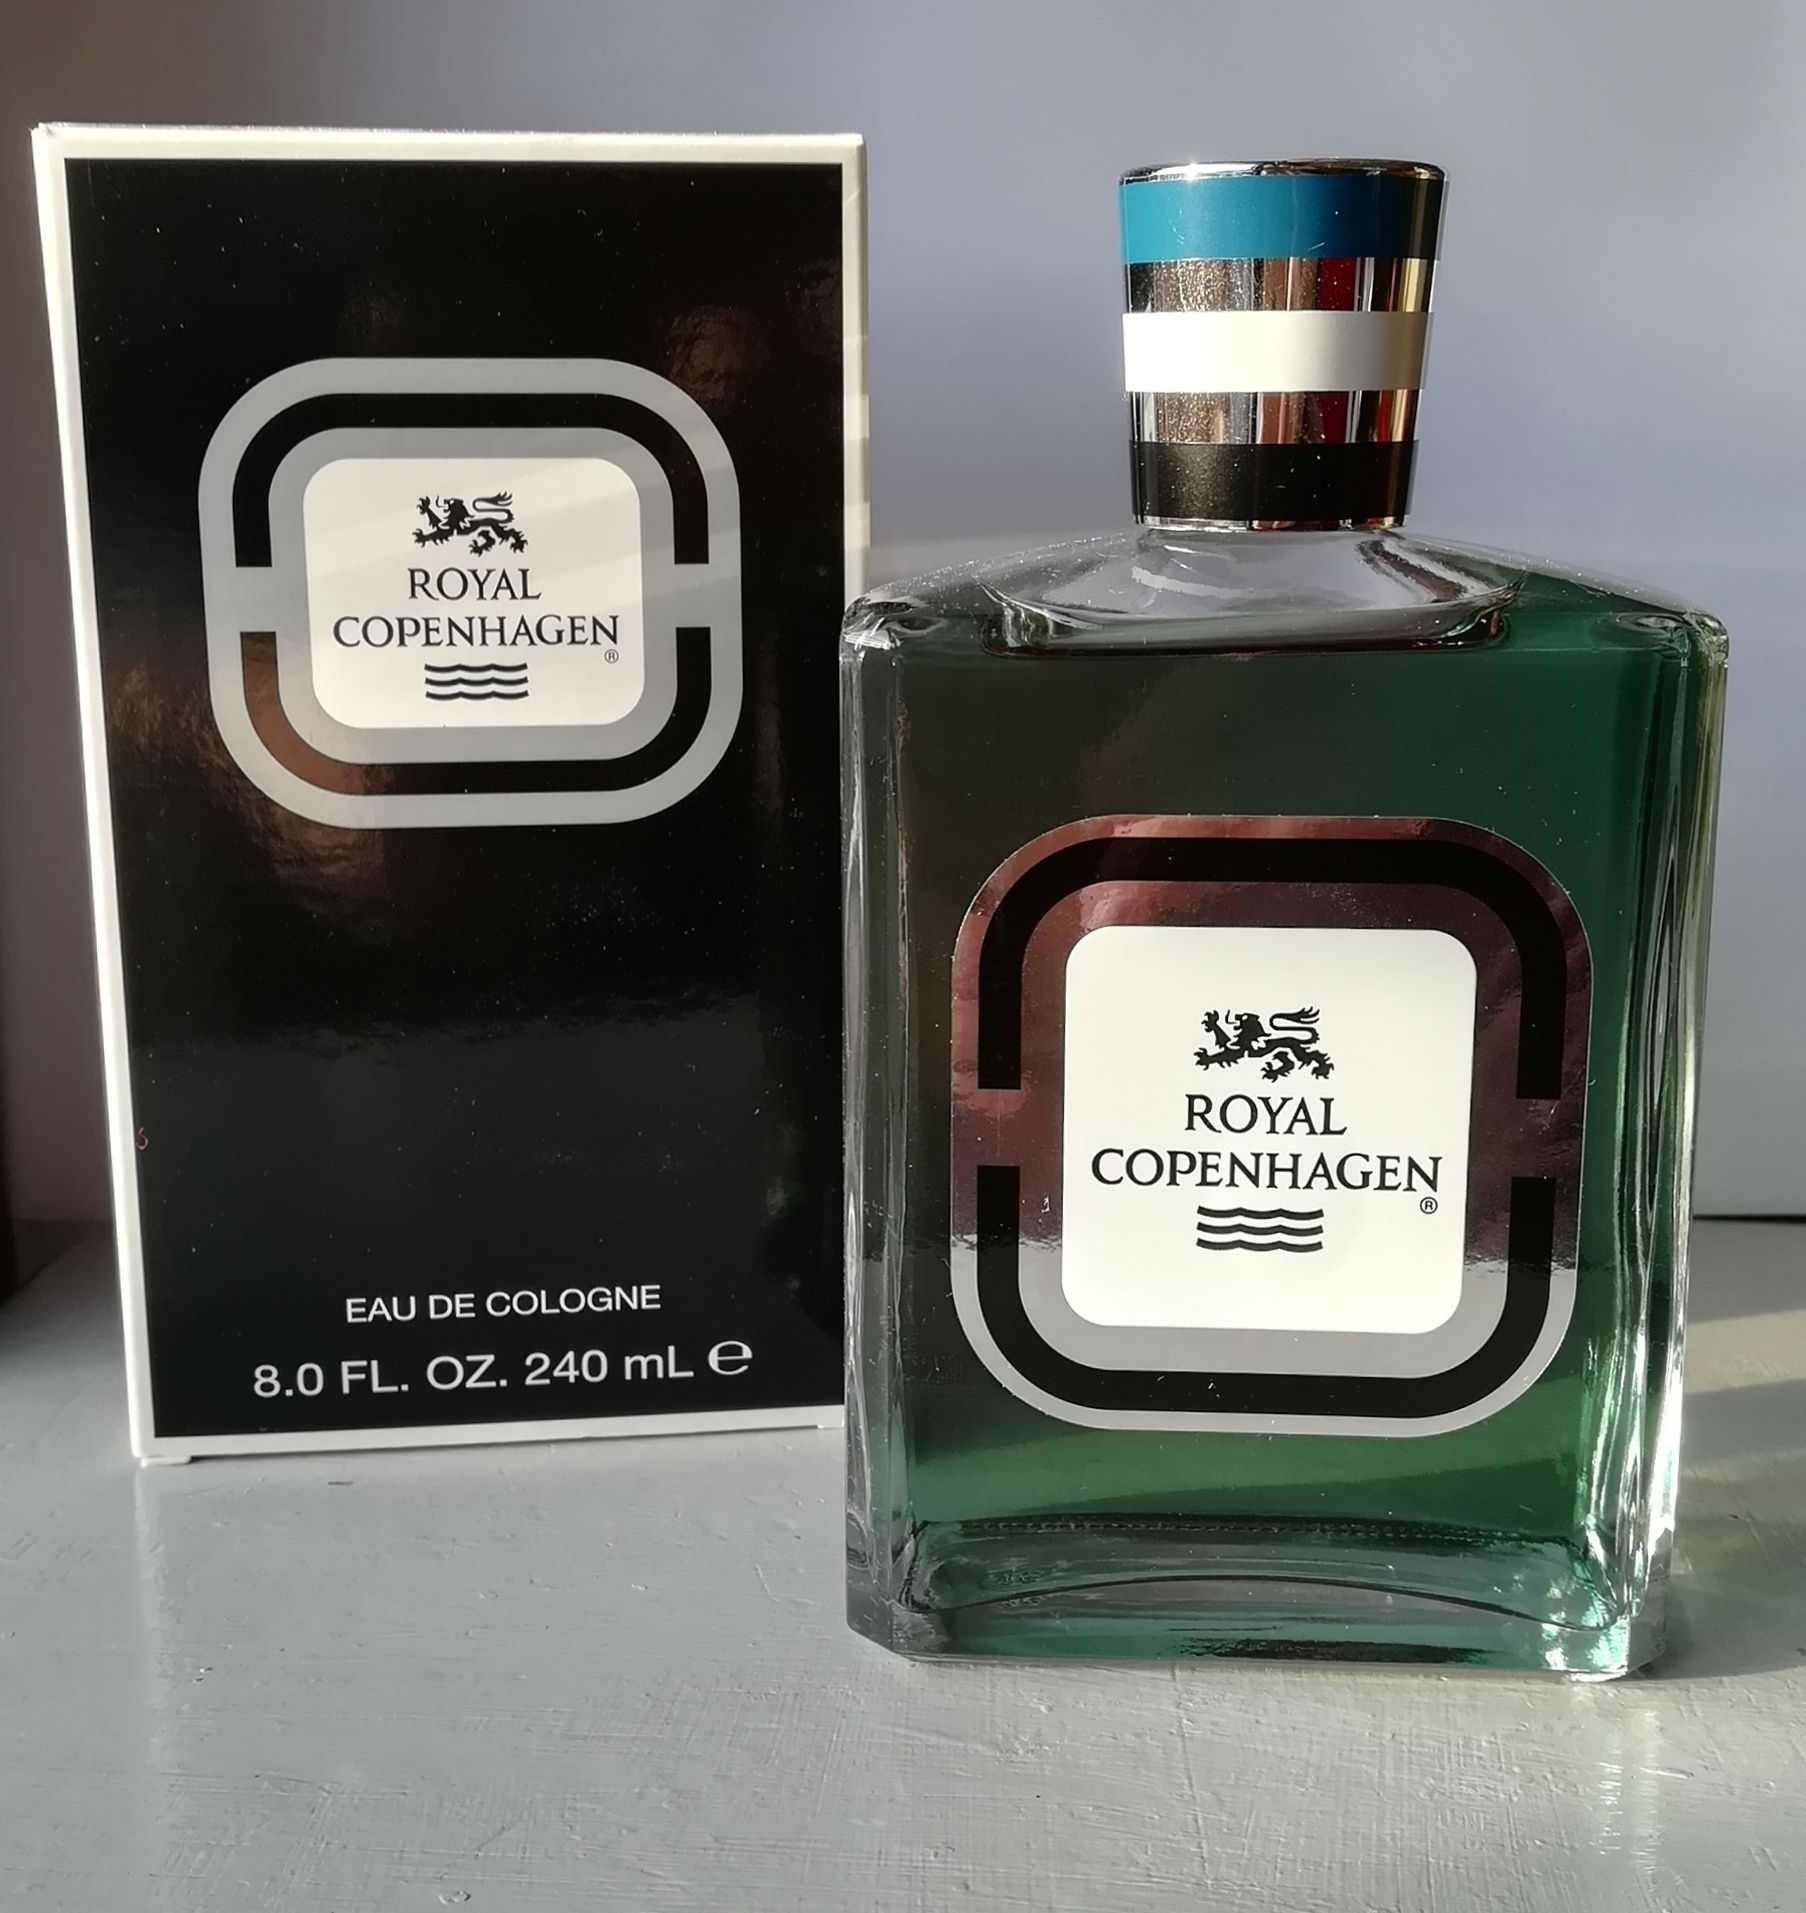 ROYAL
COPENHAGEN®
EAU DE COLOGNE
8.0 FL. OZ. 240 mL ℮
ROYAL
COPENHAGEN®